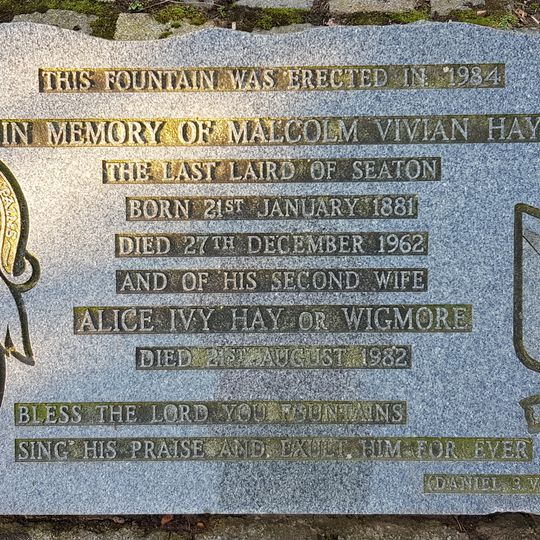 THIS FOUNTAIN WAS ERECTED IN 1984
IN MEMORY OF MALCOLM VIVIAN HAY
THE LAST LAIRD OF SEATON
BORN 21ST JANUARY 1881
DIED 27TH DECEMBER 1962
AND OF HIS SECOND WIFE
ALICE IVY HAY OR WIGMORE
DIED 21ST AUGUST 1982
BLESS THE LORD YOU FOUNTAINS
SING HIS PRAISE AND EXULT HIM FOR EVER
(DANIEL. 3. V